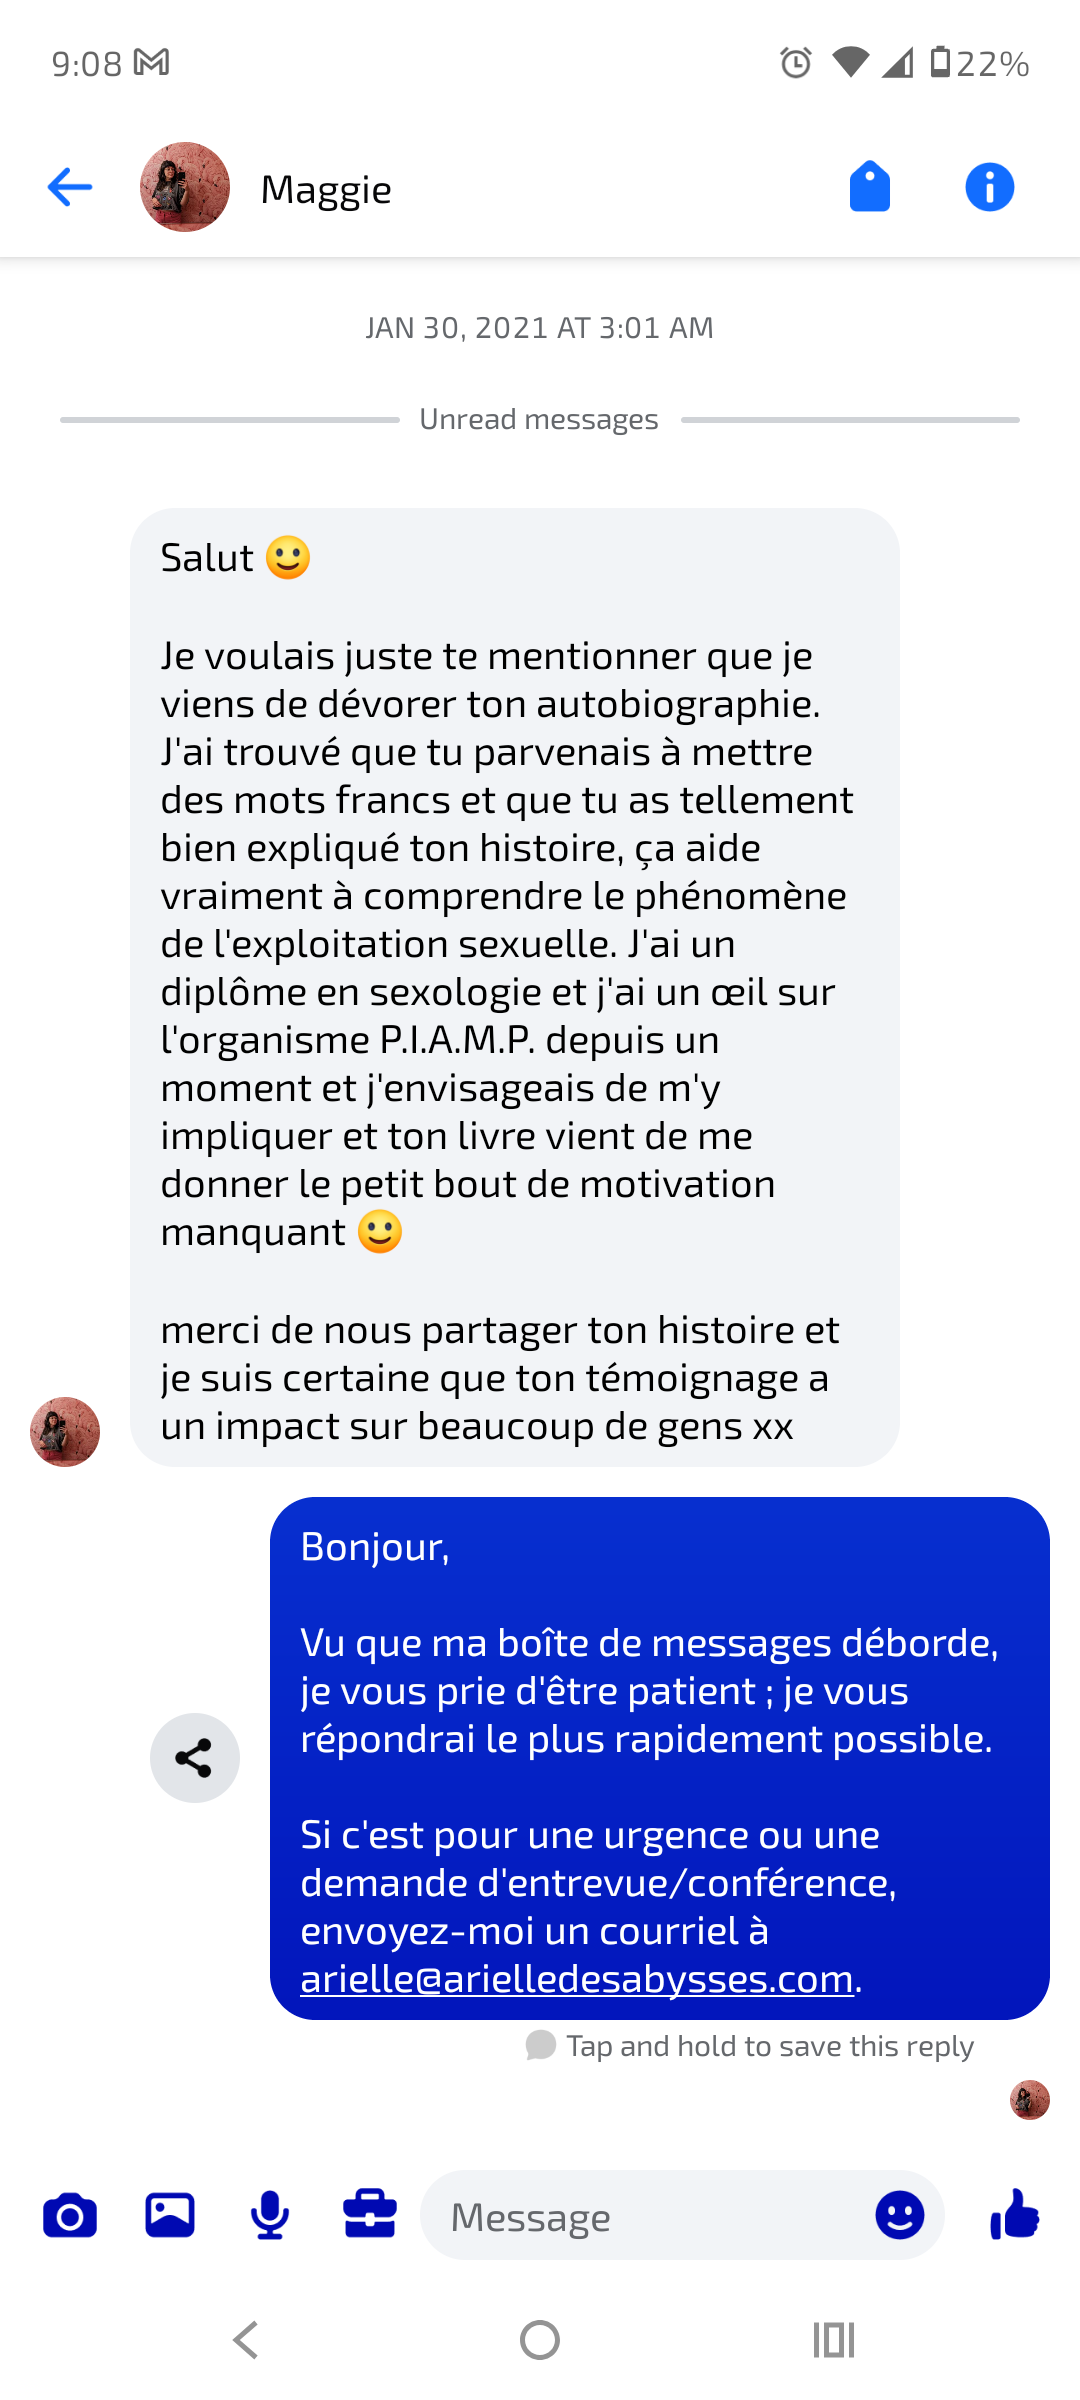 9:08
22%
Maggie
JAN 30, 2021 AT 3:01 AM
Unread messages
Salut 🙂
Je voulais juste te mentionner que je
viens de dévorer ton autobiographie.
J'ai trouvé que tu parvenais à mettre
des mots francs et que tu as tellement
bien expliqué ton histoire, ça aide
vraiment à comprendre le phénomène
de l'exploitation sexuelle. J'ai un
diplôme en sexologie et j'ai un œil sur
l'organisme P.I.A.M.P. depuis un
moment et j'envisageais de m'y
impliquer et ton livre vient de me
donner le petit bout de motivation
manquant 🙂
merci de nous partager ton histoire et
je suis certaine que ton témoignage a
un impact sur beaucoup de gens xx
Bonjour,
Vu que ma boîte de messages déborde,
je vous prie d'être patient ; je vous
répondrai le plus rapidement possible.
Si c'est pour une urgence ou une
demande d'entrevue/conférence,
envoyez-moi un courriel à
arielle@arielledesabysses.com.
Tap and hold to save this reply
Message